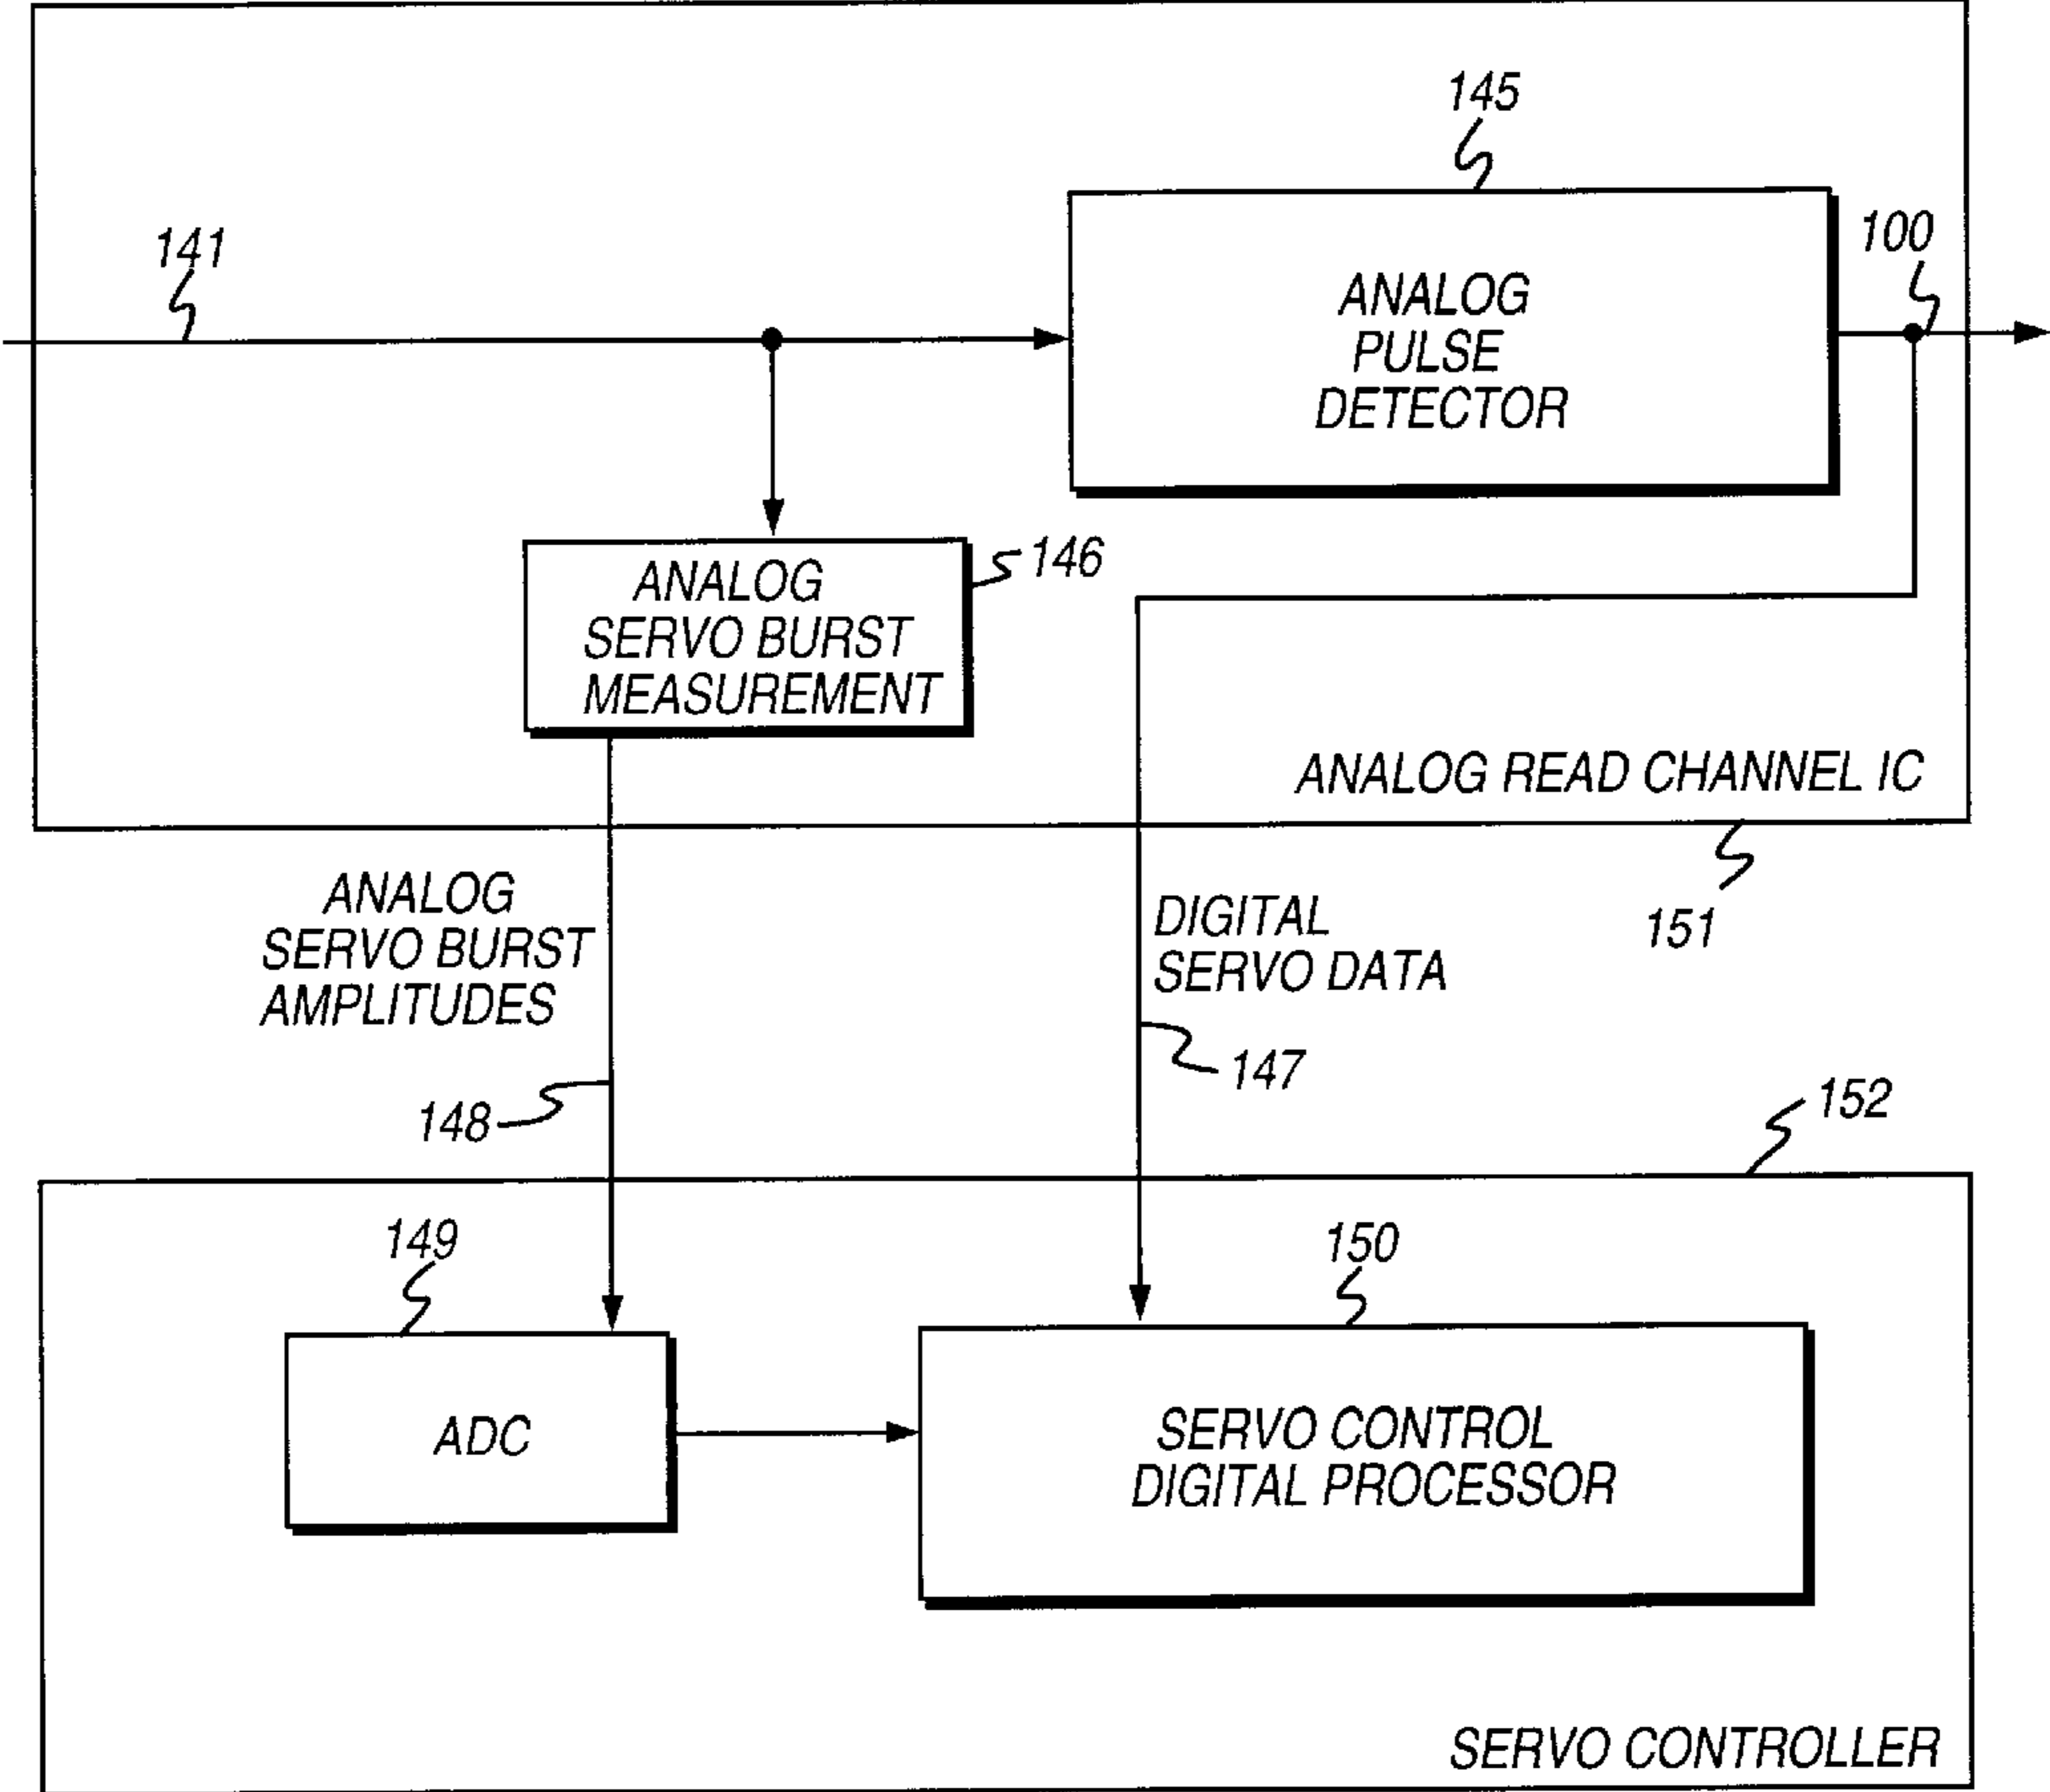 145
141
100
ANALOG
PULSE
DETECTOR
146
ANALOG
SERVO BURST
MEASUREMENT
ANALOG READ CHANNEL IC
151
ANALOG
SERVO BURST
AMPLITUDES
DIGITAL
SERVO DATA
147
148
152
149
150
ADC
SERVO CONTROL
DIGITAL PROCESSOR
SERVO CONTROLLER